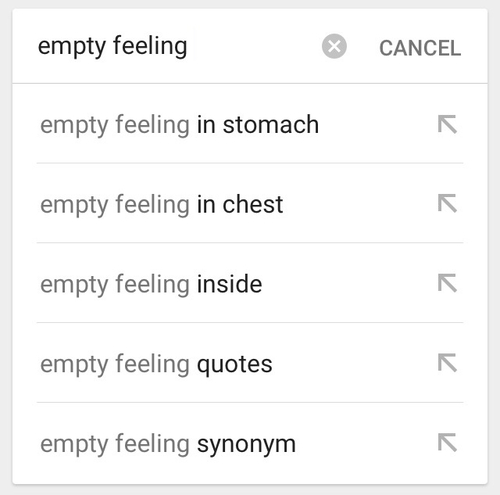 empty feeling CANCEL
empty feeling in stomach
empty feeling in chest
empty feeling inside
empty feeling quotes
empty feeling synonym